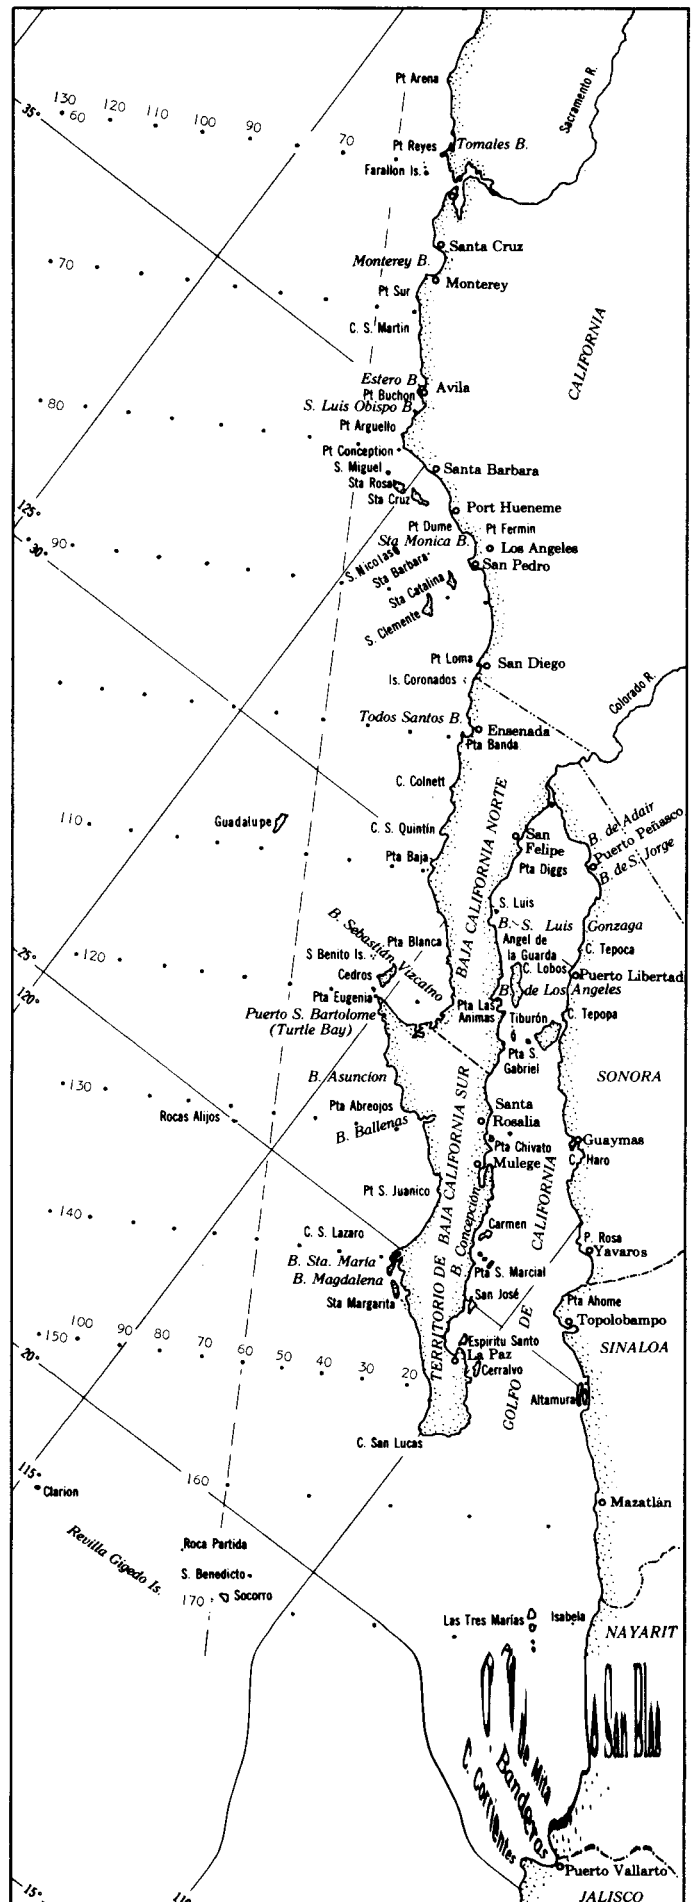 Pt Arena
Sacramento R.
130 120 110 100 90 70
60
35°
Pt Reyes
Tomales B.
Farallon Is.
Santa Cruz
Monterey B.
70
Monterey
Pt Sur
C. S. Martin
CALIFORNIA
Estero B.
Avila
Pt Buchon
80
S. Luis Obispo B.
Pt Arguello
Pt Conception
S. Miguel
Santa Barbara
Sta Rosa
Sta Cruz
Port Hueneme
125°
Pt Dume
Pt Fermin
30°
90
Sta Monica B.
Los Angeles
S. Nicolas
Sta Barbara
San Pedro
Sta Catalina
S. Clemente
Pt Loma
San Diego
Is. Coronados
Colorado R.
Todos Santos B.
Ensenada
Pta Banda
C. Colnett
BAJA CALIFORNIA NORTE
110
Guadalupe
C. S. Quintín
San
Felipe
B. de Adair
Puerto Peñasco
B. de S. Jorge
Pta Baja
Pta Diggs
S. Luis
B. S. Luis Gonzaga
B. Sebastián Vizcaíno
Pta Blanca
Angel de
la Guarda
C. Tepoca
25°
120
S Benito Is.
C. Lobos
Cedros
Puerto Libertad
120°
Pta Eugenia
B. de Los Angeles
Puerto S. Bartolome
(Turtle Bay)
Pta Las
Animas
Tiburón
C. Tepopa
Pta S.
Gabriel
B. Asuncion
SONORA
130
Rocas Alijos
Pta Abreojos
Santa
Rosalia
B. Ballenas
Pta Chivato
Guaymas
Mulege
C. Haro
TERRITORIO DE BAJA CALIFORNIA SUR
B. Concepción
GOLFO DE CALIFORNIA
Pt S. Juanico
140
C. S. Lazaro
Carmen
P. Rosa
Yavaros
B. Sta. María
B. Magdalena
Pta S. Marcial
Sta Margarita
San José
Pta Ahome
Topolobampo
150 100 90 80 70 60 50 40 30 20
20°
Espiritu Santo
La Paz
Cerralvo
SINALOA
Altamura
C. San Lucas
115°
Clarion
160
Mazatlán
Revilla Gigedo Is.
Roca Partida
S. Benedicto
170
Socorro
Las Tres Marías
Isabela
NAYARIT
San Blas
de Mita
Banderas
C. Corrientes
Puerto Vallarto
15°
110
JALISCO